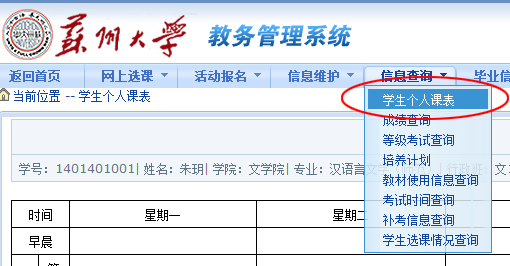 蘇州大学 教务管理系统
返回首页 网上选课 活动报名 信息维护 信息查询 毕业信
当前位置 -- 学生个人课表
学生个人课表
成绩查询
等级考试查询
培养计划
教材使用信息查询
考试时间查询
补考信息查询
学生选课情况查询
学号：1401401001| 姓名：朱玥| 学院：文学院| 专业：汉语言文
时间 星期一 星期二
早晨
第